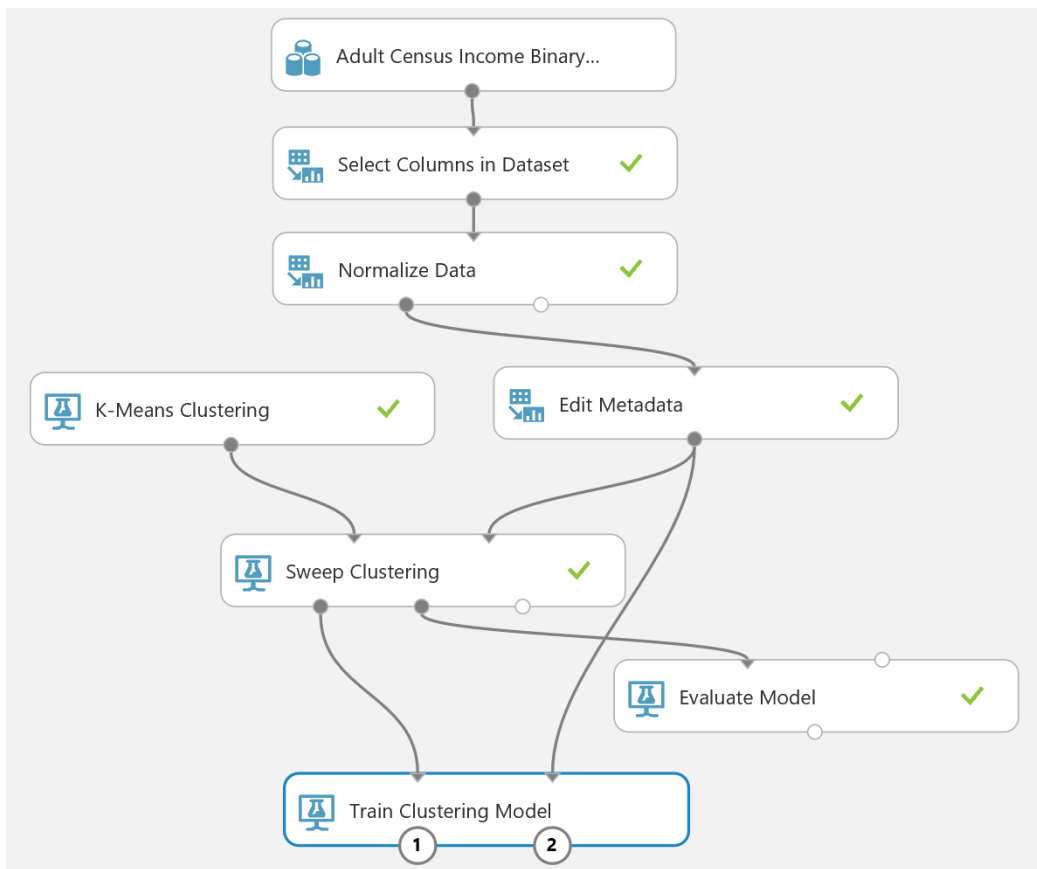 Adult Census Income Binary...
Select Columns in Dataset
Normalize Data
K-Means Clustering
Edit Metadata
Sweep Clustering
Evaluate Model
Train Clustering Model
1
2